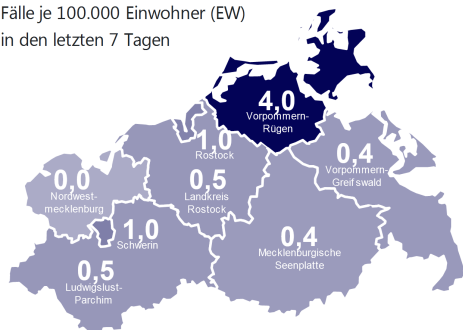 Fälle je 100.000 Einwohner (EW)
in den letzten 7 Tagen
4,0
Vorpommern-
Rügen
1,0
Rostock
0,4
Vorpommern-
Greifswald
0,0
Nordwest-
mecklenburg
0,5
Landkreis
Rostock
1,0
Schwerin
0,4
Mecklenburgische
Seenplatte
0,5
Ludwigslust-
Parchim